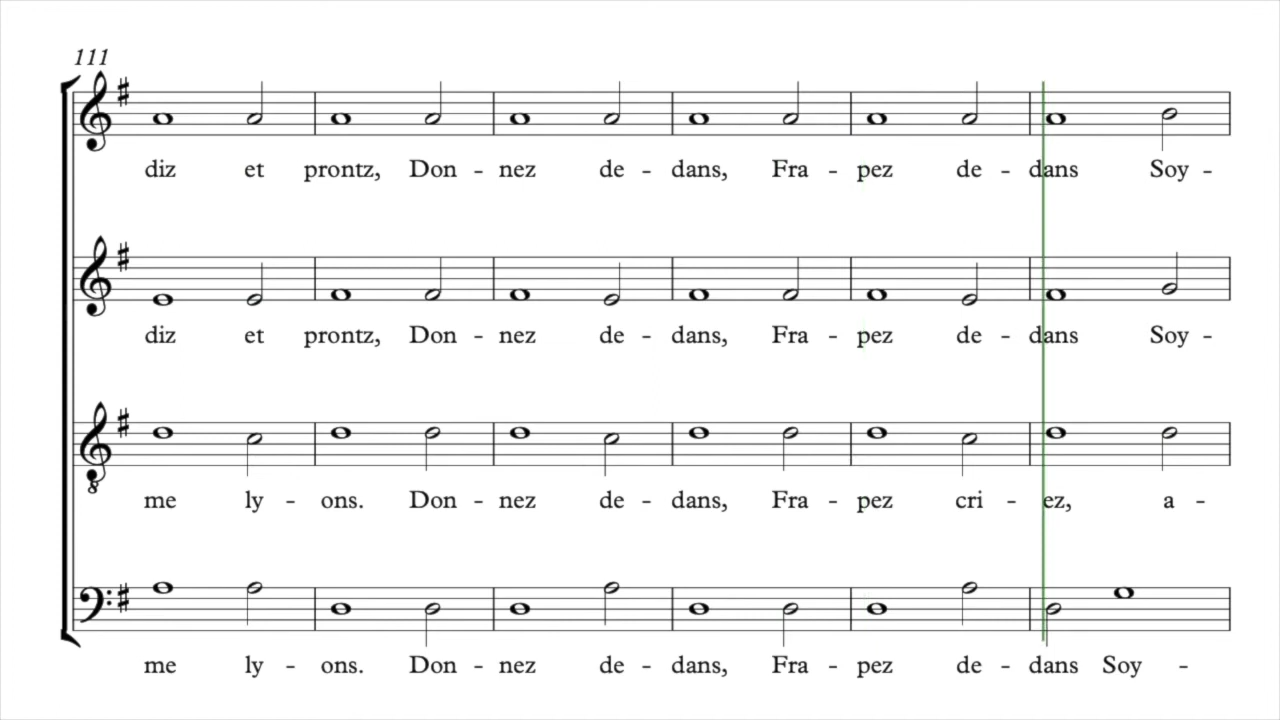 111
diz et prontz, Don - nez de - dans, Fra - pez de - dans Soy -
diz et prontz, Don - nez de - dans, Fra - pez de - dans Soy -
me ly - ons. Don - nez de - dans, Fra - pez cri - ez, a -
8
me ly - ons. Don - nez de - dans, Fra - pez de - dans Soy -